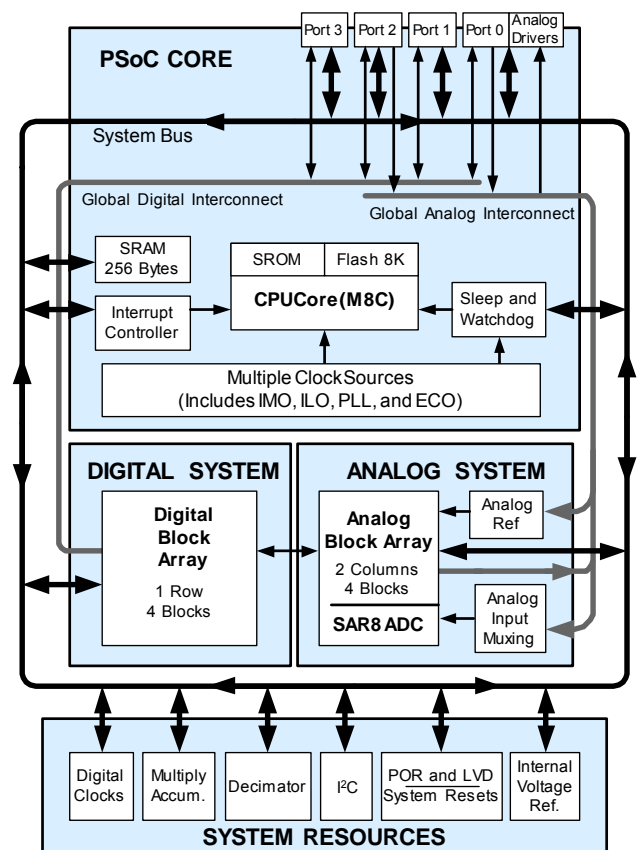 Port 3 Port 2 Port 1 Port 0 Analog
Drivers
PSoC CORE
System Bus
Global Digital Interconnect
Global Analog Interconnect
SRAM
256 Bytes
Interrupt
Controller
SROM Flash 8K
CPUCore(M8C)
Sleep and
Watchdog
Multiple ClockSources
(Includes IMO, ILO, PLL, and ECO)
DIGITAL SYSTEM
Digital
Block
Array
1 Row
4 Blocks
ANALOG SYSTEM
Analog
Block Array
2 Columns
4 Blocks
SAR8 ADC
Analog
Ref
Analog
Input
Muxing
Digital
Clocks
Multiply
Accum.
Decimator
I²C
POR and LVD
System Resets
Internal
Voltage
Ref.
SYSTEM RESOURCES